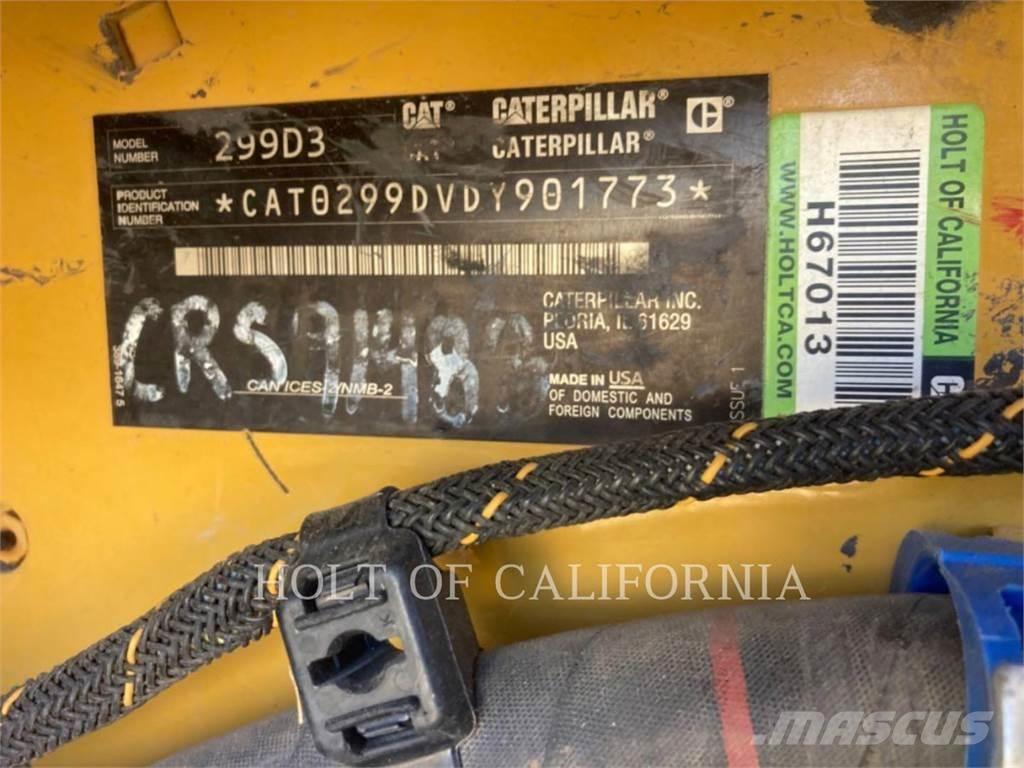 CAT® CATERPILLAR®
CATERPILLAR®
MODEL NUMBER 299D3
PRODUCT IDENTIFICATION NUMBER *CAT0299DVDY901773*
CATERPILLAR INC.
PEORIA, IL 61629
USA
CAN ICES-2/NMB-2
MADE IN USA
OF DOMESTIC AND
FOREIGN COMPONENTS
ISSUE 1
WWW.HOLTCA.COM
H67013
HOLT OF CALIFORNIA
HOLT OF CALIFORNIA
MASCUS